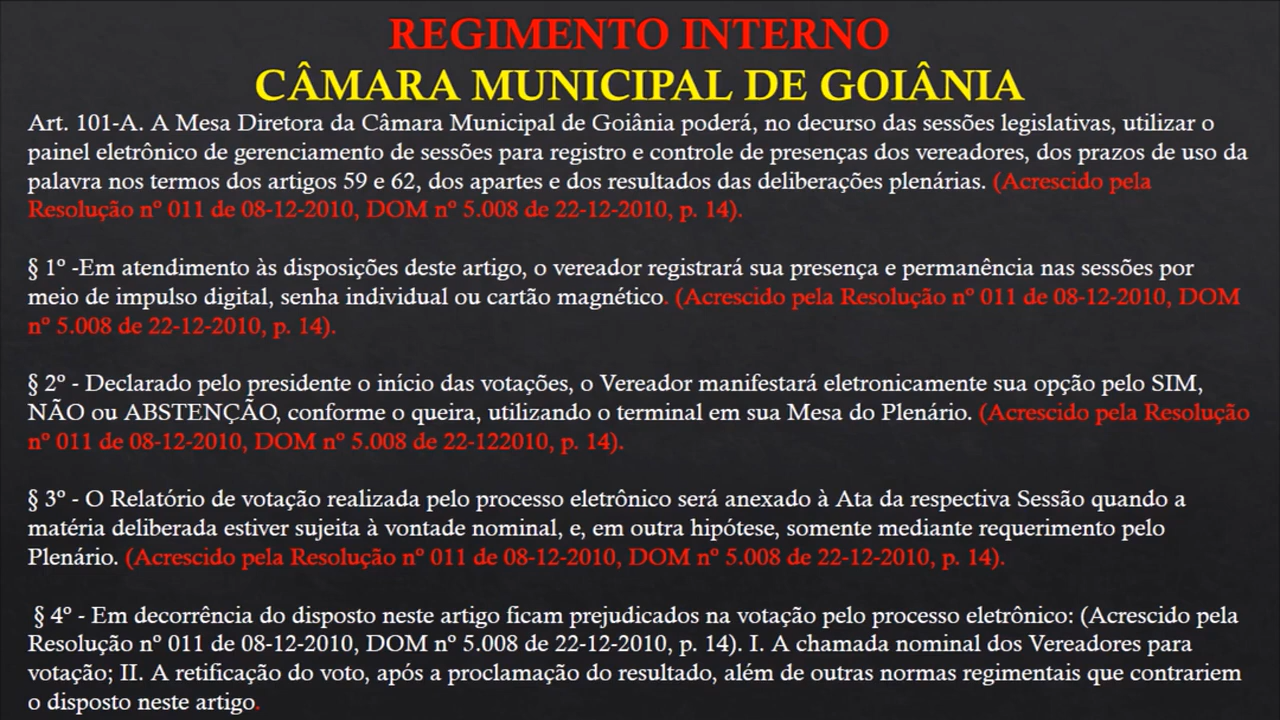 REGIMENTO INTERNO
CÂMARA MUNICIPAL DE GOIÂNIA
Art. 101-A. A Mesa Diretora da Câmara Municipal de Goiânia poderá, no decurso das sessões legislativas, utilizar o
painel eletrônico de gerenciamento de sessões para registro e controle de presenças dos vereadores, dos prazos de uso da
palavra nos termos dos artigos 59 e 62, dos apartes e dos resultados das deliberações plenárias. (Acrescido pela
Resolução nº 011 de 08-12-2010, DOM nº 5.008 de 22-12-2010, p. 14).
§ 1º -Em atendimento às disposições deste artigo, o vereador registrará sua presença e permanência nas sessões por
meio de impulso digital, senha individual ou cartão magnético. (Acrescido pela Resolução nº 011 de 08-12-2010, DOM
nº 5.008 de 22-12-2010, p. 14).
§ 2º - Declarado pelo presidente o início das votações, o Vereador manifestará eletronicamente sua opção pelo SIM,
NÃO ou ABSTENÇÃO, conforme o queira, utilizando o terminal em sua Mesa do Plenário. (Acrescido pela Resolução
nº 011 de 08-12-2010, DOM nº 5.008 de 22-122010, p. 14).
§ 3º - O Relatório de votação realizada pelo processo eletrônico será anexado à Ata da respectiva Sessão quando a
matéria deliberada estiver sujeita à vontade nominal, e, em outra hipótese, somente mediante requerimento pelo
Plenário. (Acrescido pela Resolução nº 011 de 08-12-2010, DOM nº 5.008 de 22-12-2010, p. 14).
§ 4º - Em decorrência do disposto neste artigo ficam prejudicados na votação pelo processo eletrônico: (Acrescido pela
Resolução nº 011 de 08-12-2010, DOM nº 5.008 de 22-12-2010, p. 14). I. A chamada nominal dos Vereadores para
votação; II. A retificação do voto, após a proclamação do resultado, além de outras normas regimentais que contrariem
o disposto neste artigo.